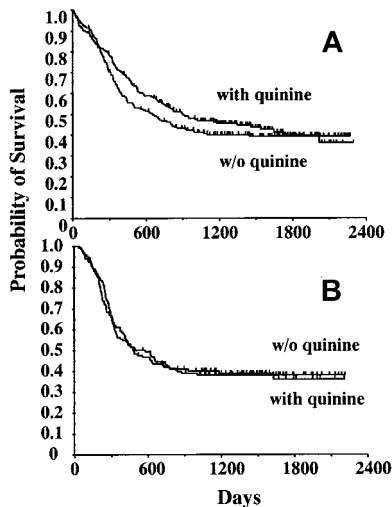 1.0
0.9
0.8
0.7
0.6
0.5
0.4
0.3
0.2
0.1
0
A
with quinine
w/o quinine
0 600 1200 1800 2400
Probability of Survival
1.0
0.9
0.8
0.7
0.6
0.5
0.4
0.3
0.2
0.1
0
B
w/o quinine
with quinine
0 600 1200 1800 2400
Days